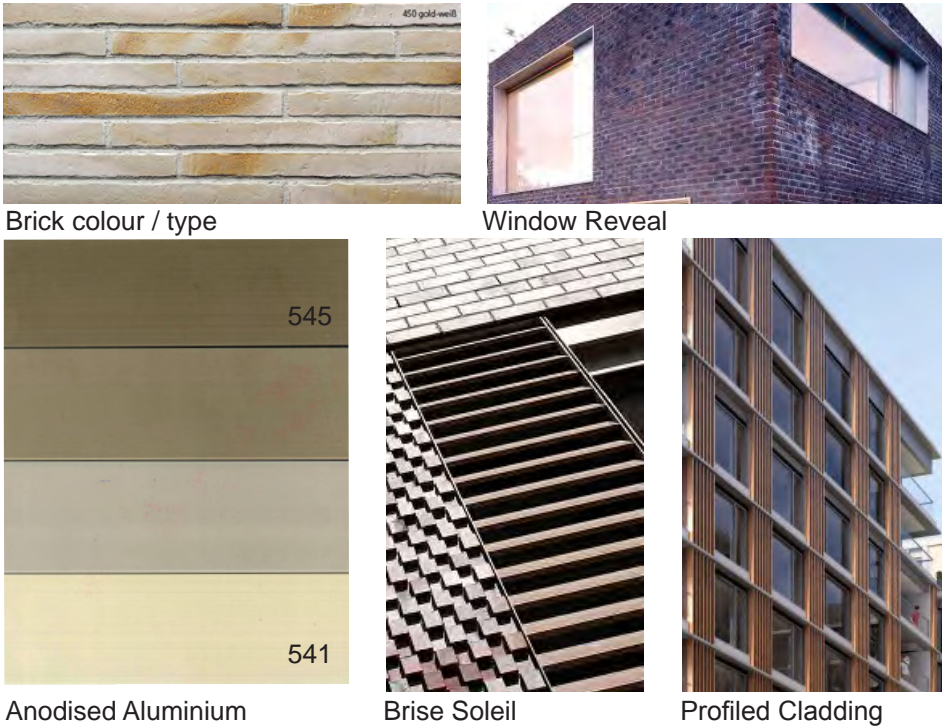 450 gold-weiß
Brick colour / type
Window Reveal
545
541
Anodised Aluminium
Brise Soleil
Profiled Cladding